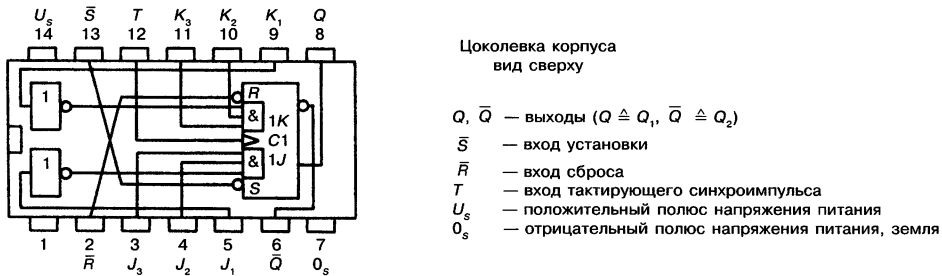 U_s S̄ T K₃ K₂ K₁ Q
14 13 12 11 10 9 8
1 R
& 1K
C1
1 & 1J
S
1 2 3 4 5 6 7
R̄ J₃ J₂ J₁ Q̄ 0_s
Цоколевка корпуса
вид сверху
Q, Q̄ — выходы (Q ≙ Q₁, Q̄ ≙ Q₂)
S̄ — вход установки
R̄ — вход сброса
T — вход тактирующего синхроимпульса
U_s — положительный полюс напряжения питания
0_s — отрицательный полюс напряжения питания, земля